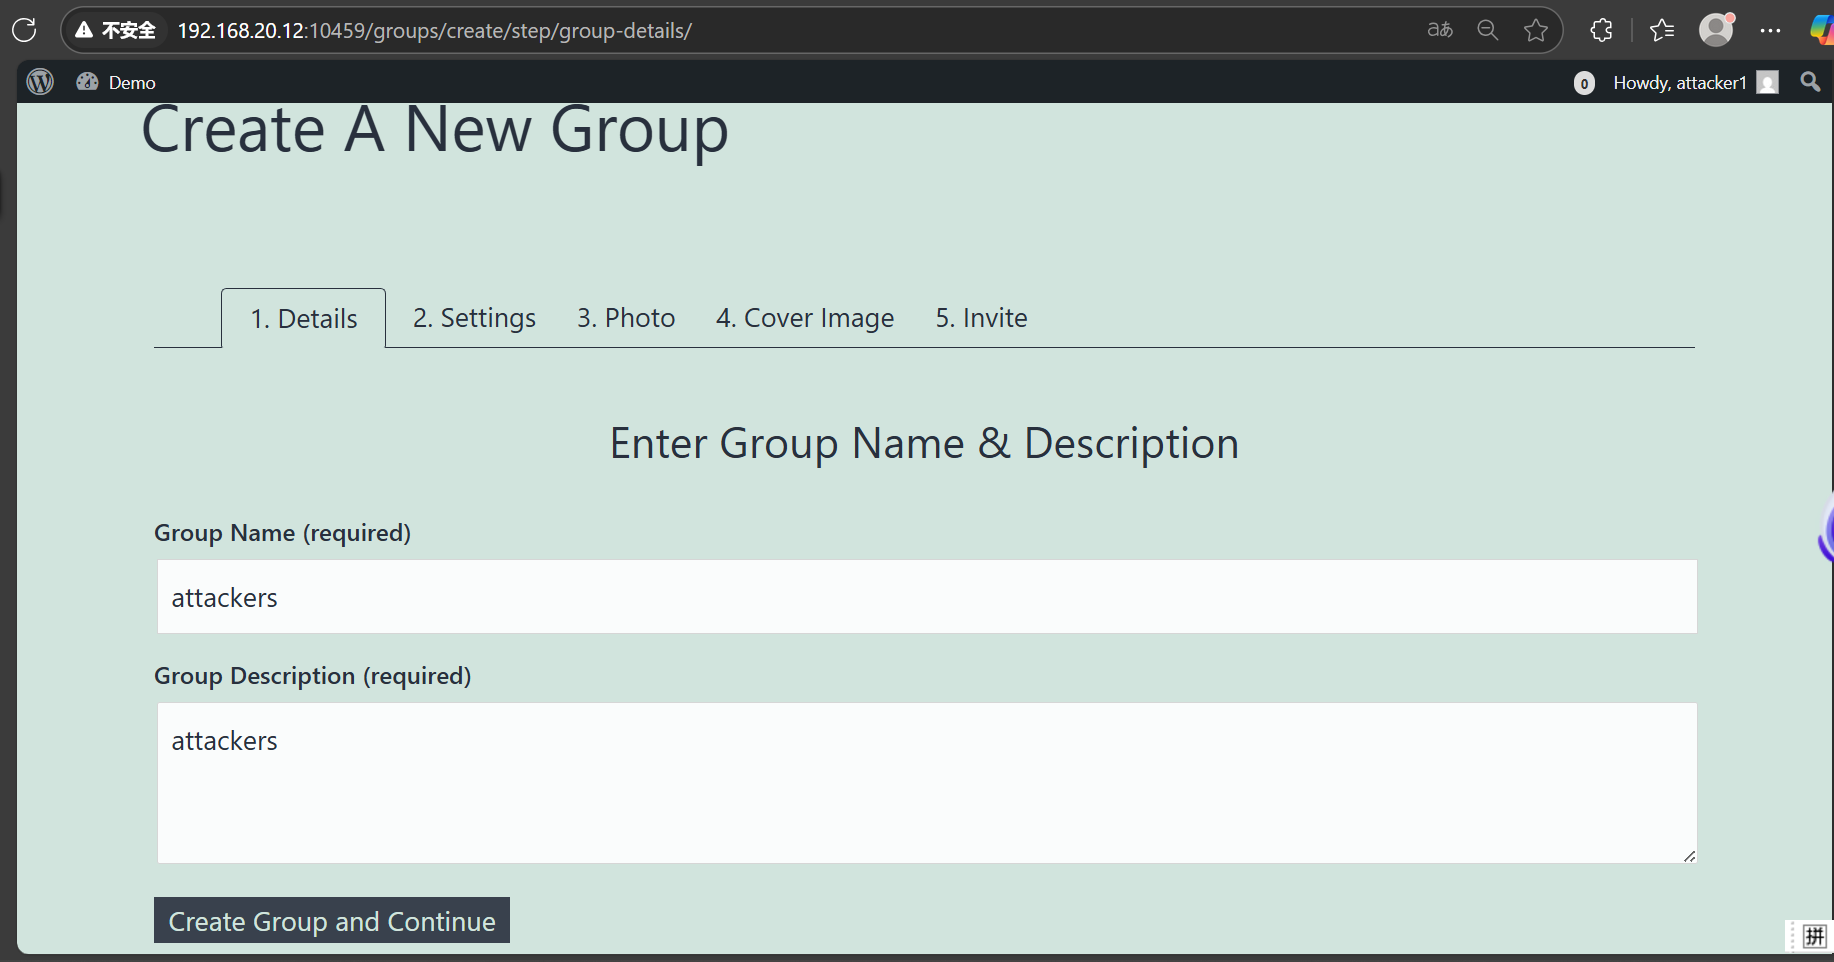 不安全 192.168.20.12:10459/groups/create/step/group-details/ aあ
Demo 0 Howdy, attacker1
Create A New Group
1. Details 2. Settings 3. Photo 4. Cover Image 5. Invite
Enter Group Name & Description
Group Name (required)
attackers
Group Description (required)
attackers
Create Group and Continue
拼